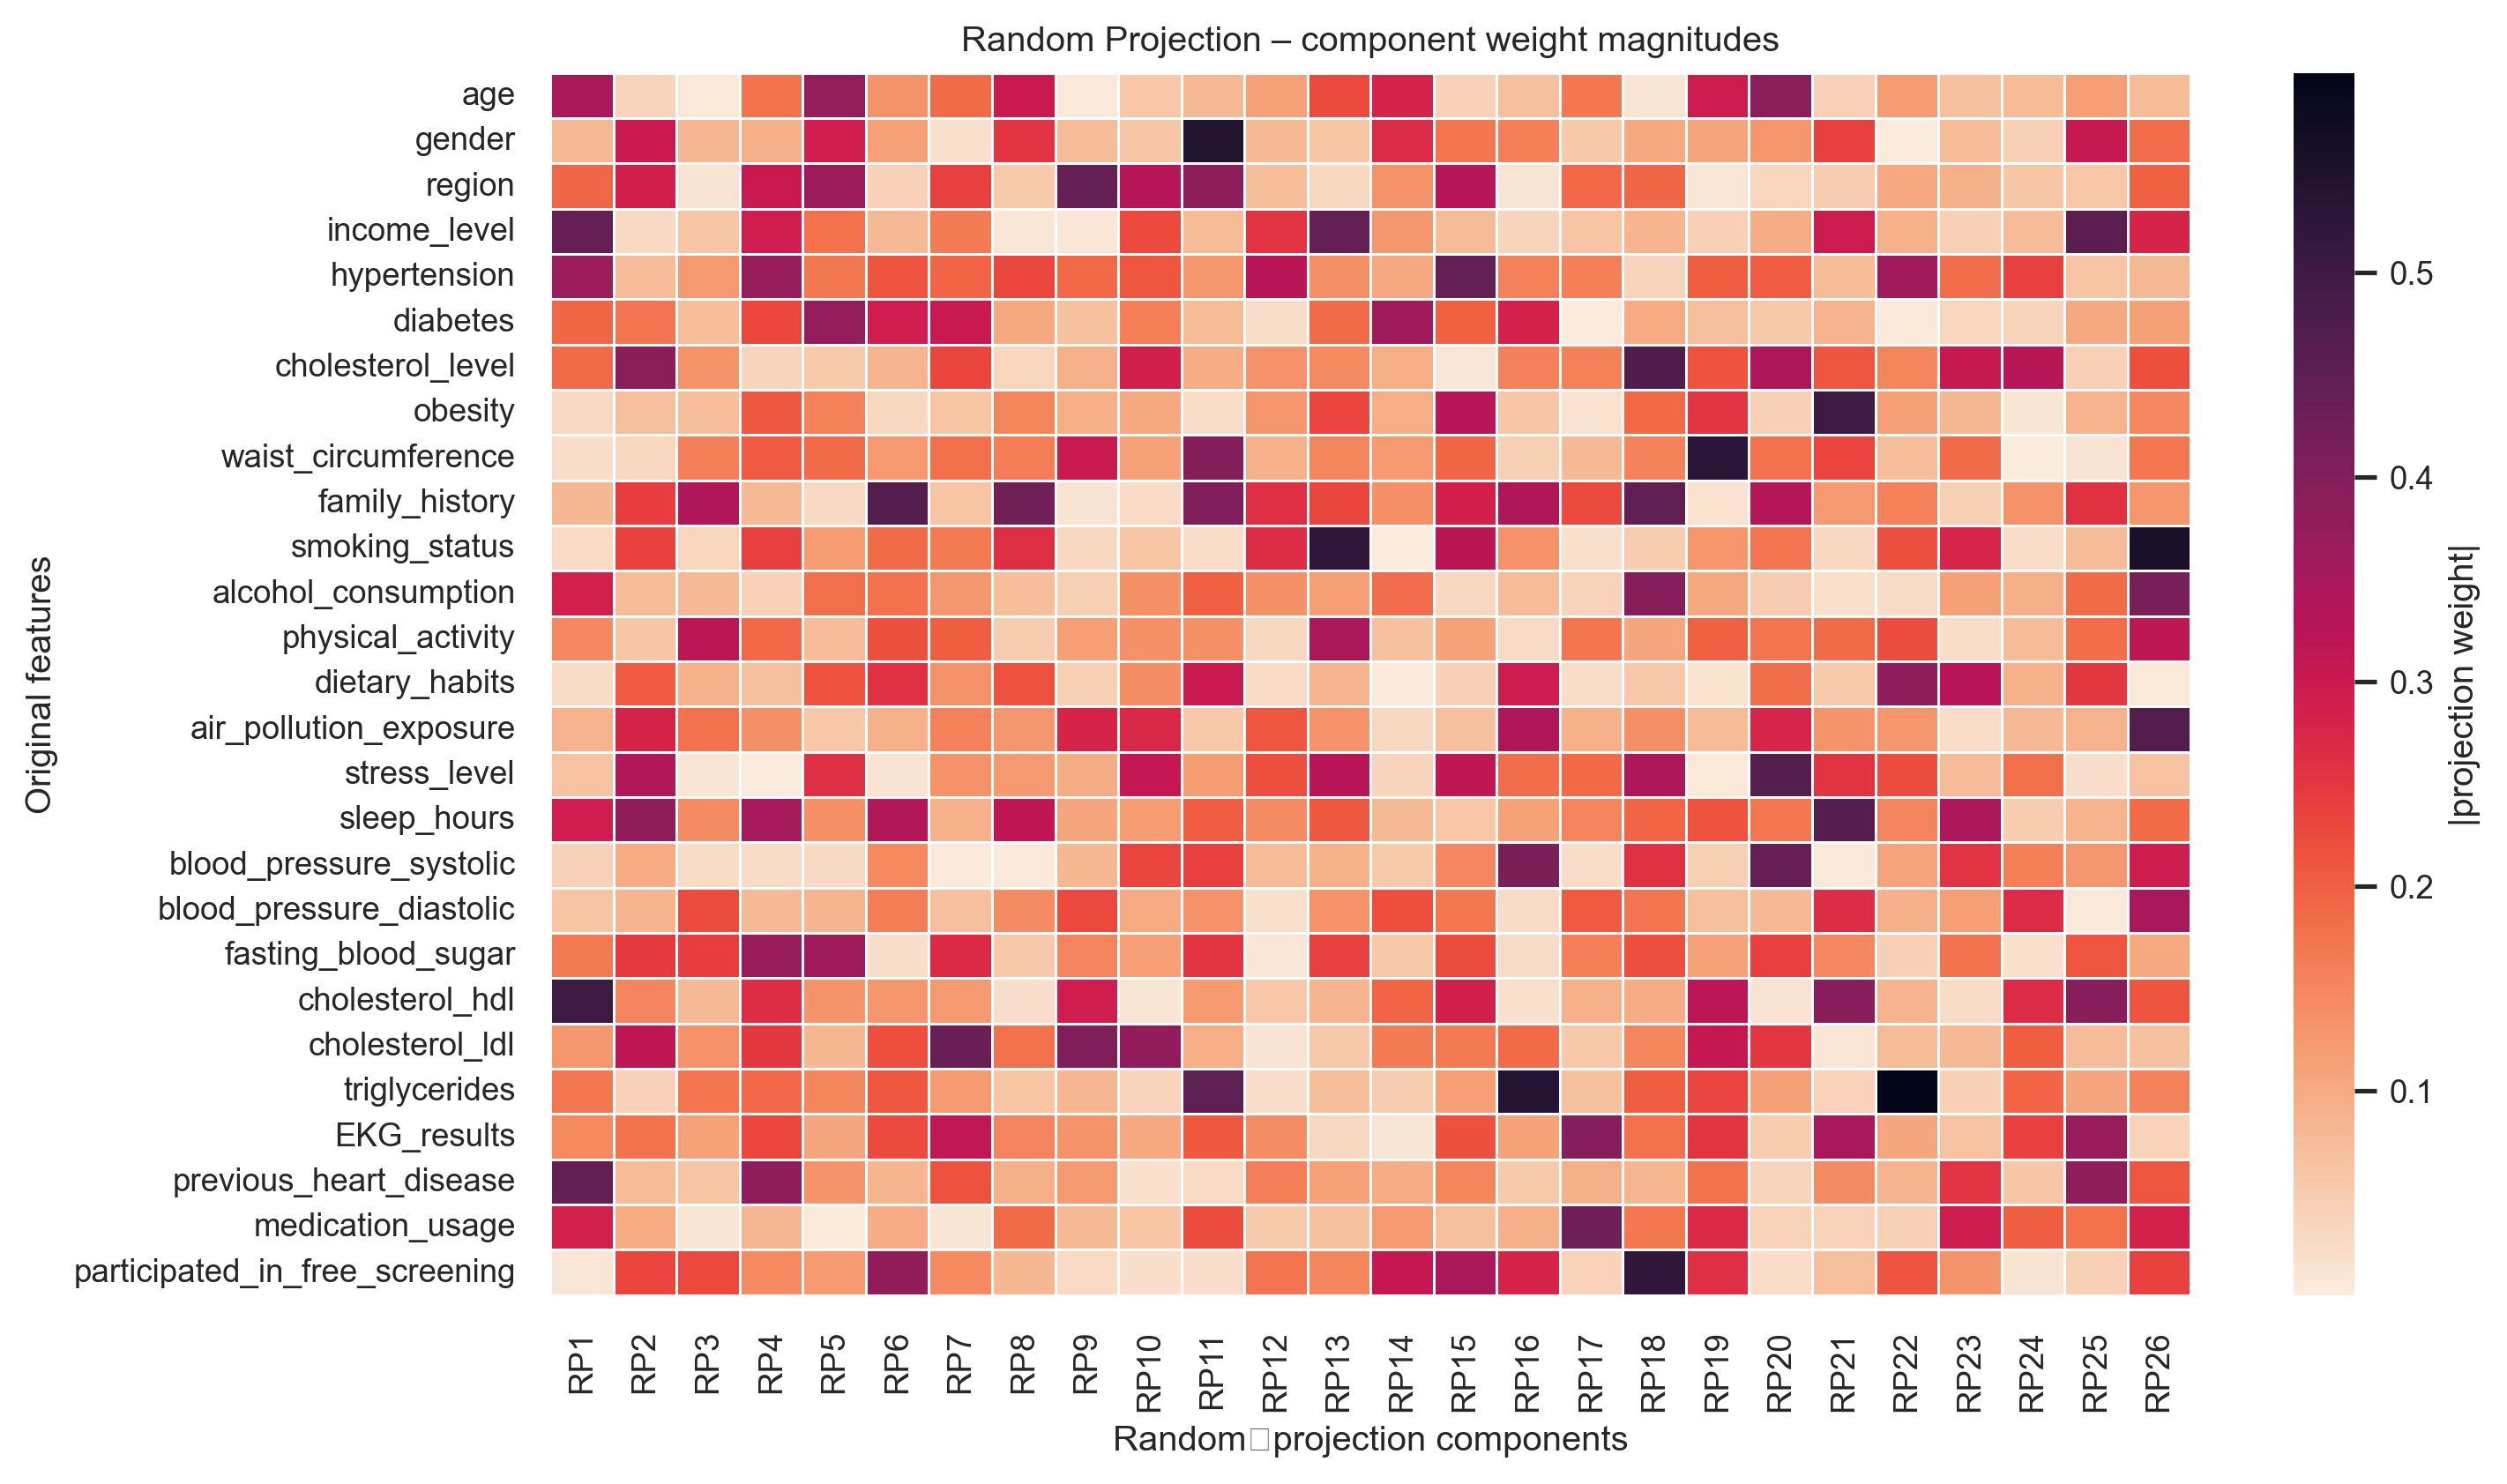 Random Projection – component weight magnitudes
Original features
age
gender
region
income_level
hypertension
diabetes
cholesterol_level
obesity
waist_circumference
family_history
smoking_status
alcohol_consumption
physical_activity
dietary_habits
air_pollution_exposure
stress_level
sleep_hours
blood_pressure_systolic
blood_pressure_diastolic
fasting_blood_sugar
cholesterol_hdl
cholesterol_ldl
triglycerides
EKG_results
previous_heart_disease
medication_usage
participated_in_free_screening
RP1
RP2
RP3
RP4
RP5
RP6
RP7
RP8
RP9
RP10
RP11
RP12
RP13
RP14
RP15
RP16
RP17
RP18
RP19
RP20
RP21
RP22
RP23
RP24
RP25
RP26
Random□projection components
0.5
0.4
0.3
0.2
0.1
|projection weight|